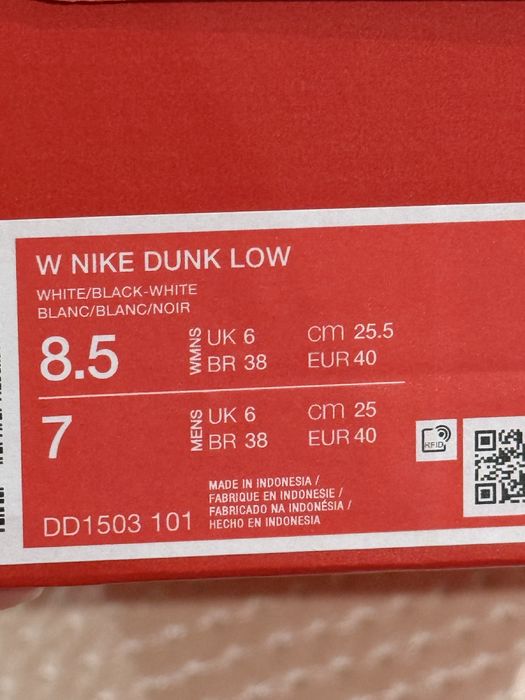 W NIKE DUNK LOW
WHITE/BLACK-WHITE
BLANC/BLANC/NOIR
8.5 WMNS UK 6 cm 25.5
BR 38 EUR 40
7 MENS UK 6 cm 25
BR 38 EUR 40
RFID
MADE IN INDONESIA /
FABRIQUE EN INDONESIE /
FABRICADO NA INDONÉSIA /
HECHO EN INDONESIA
DD1503 101